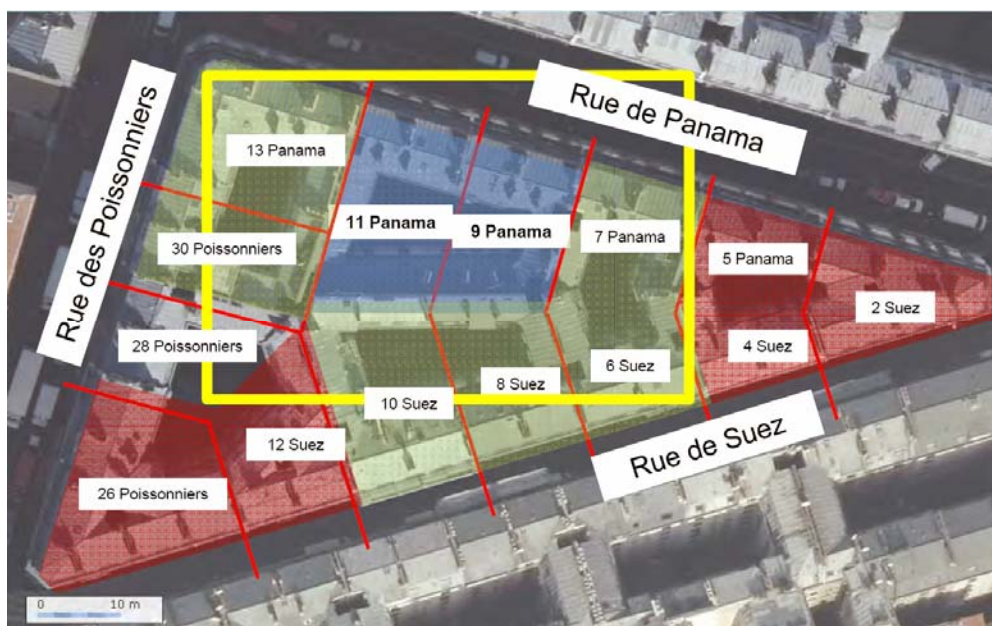 Rue des Poissonniers
Rue de Panama
13 Panama
11 Panama
9 Panama
7 Panama
30 Poissonniers
5 Panama
2 Suez
28 Poissonniers
4 Suez
6 Suez
8 Suez
10 Suez
12 Suez
Rue de Suez
26 Poissonniers
0 10 m